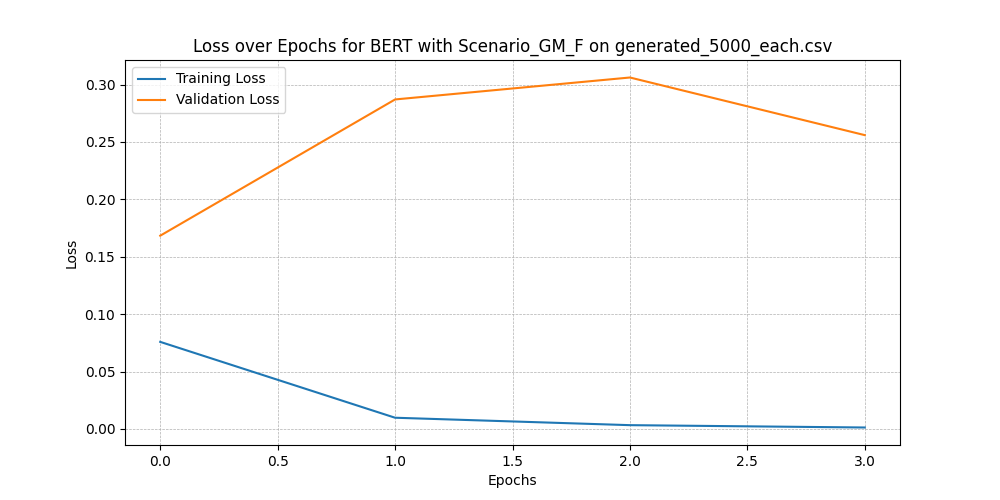 Loss over Epochs for BERT with Scenario_GM_F on generated_5000_each.csv
Training Loss
Validation Loss
0.30
0.25
0.20
0.15
0.10
0.05
0.00
Loss
0.0 0.5 1.0 1.5 2.0 2.5 3.0
Epochs